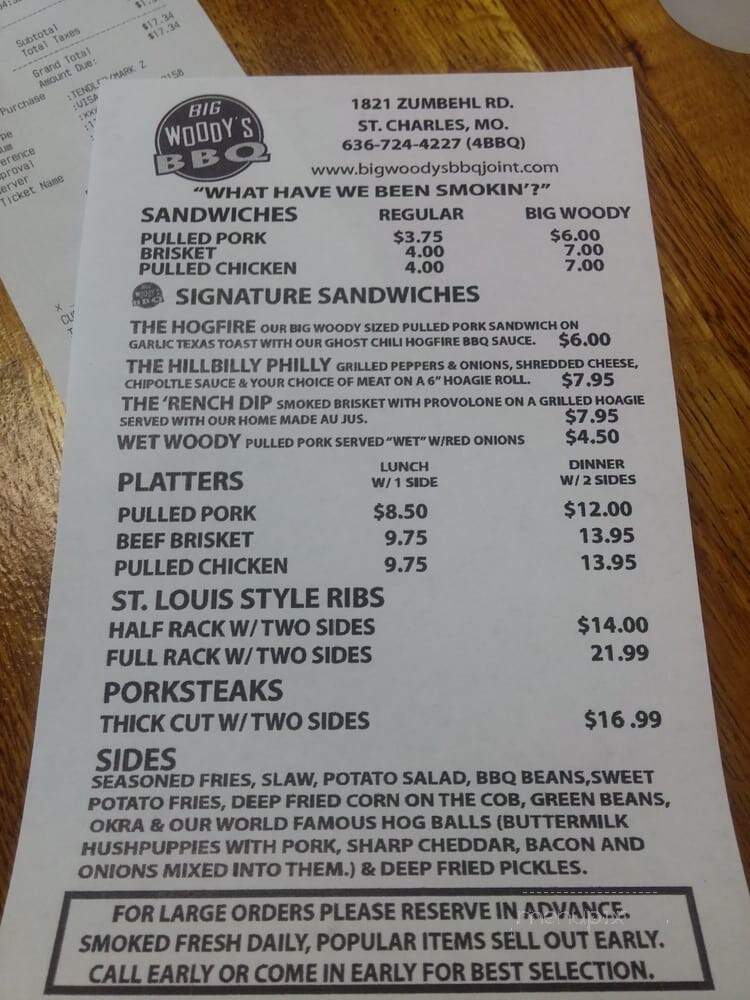 Subtotal
Total Taxes
$17.34
Grand Total
Amount Due:
$17.34
Purchase
BIG
WOODY'S
BBQ
1821 ZUMBEHL RD.
ST. CHARLES, MO.
636-724-4227 (4BBQ)
www.bigwoodysbbqjoint.com
"WHAT HAVE WE BEEN SMOKIN'?"
SANDWICHES REGULAR BIG WOODY
PULLED PORK $3.75 $6.00
BRISKET 4.00 7.00
PULLED CHICKEN 4.00 7.00
SIGNATURE SANDWICHES
THE HOGFIRE OUR BIG WOODY SIZED PULLED PORK SANDWICH ON
GARLIC TEXAS TOAST WITH OUR GHOST CHILI HOGFIRE BBQ SAUCE. $6.00
THE HILLBILLY PHILLY GRILLED PEPPERS & ONIONS, SHREDDED CHEESE,
CHIPOLTLE SAUCE & YOUR CHOICE OF MEAT ON A 6" HOAGIE ROLL. $7.95
THE 'RENCH DIP SMOKED BRISKET WITH PROVOLONE ON A GRILLED HOAGIE
SERVED WITH OUR HOME MADE AU JUS. $7.95
WET WOODY PULLED PORK SERVED "WET" W/RED ONIONS $4.50
PLATTERS
LUNCH
W/ 1 SIDE
DINNER
W/ 2 SIDES
PULLED PORK $8.50 $12.00
BEEF BRISKET 9.75 13.95
PULLED CHICKEN 9.75 13.95
ST. LOUIS STYLE RIBS
HALF RACK W/ TWO SIDES $14.00
FULL RACK W/ TWO SIDES 21.99
PORKSTEAKS
THICK CUT W/ TWO SIDES $16 .99
SIDES
SEASONED FRIES, SLAW, POTATO SALAD, BBQ BEANS,SWEET
POTATO FRIES, DEEP FRIED CORN ON THE COB, GREEN BEANS,
OKRA & OUR WORLD FAMOUS HOG BALLS (BUTTERMILK
HUSHPUPPIES WITH PORK, SHARP CHEDDAR, BACON AND
ONIONS MIXED INTO THEM.) & DEEP FRIED PICKLES.
FOR LARGE ORDERS PLEASE RESERVE IN ADVANCE.
SMOKED FRESH DAILY, POPULAR ITEMS SELL OUT EARLY.
CALL EARLY OR COME IN EARLY FOR BEST SELECTION.
menupix
Ticket Name